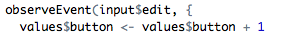 observeEvent(input$edit, {
  values$button <- values$button + 1